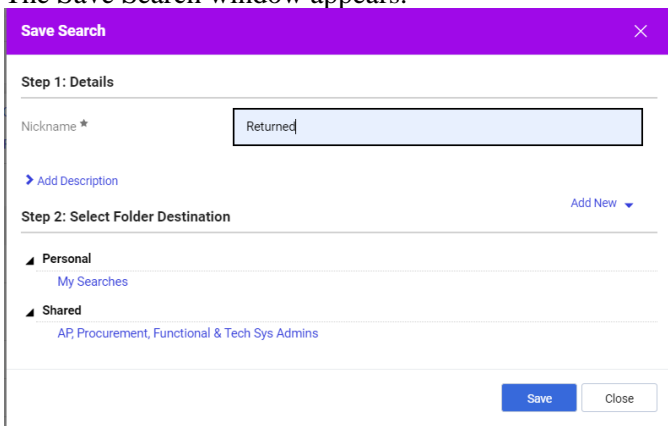 The Save Search window appears.
Save Search
Step 1: Details
Nickname *
Returned
Add Description
Add New
Step 2: Select Folder Destination
Personal
My Searches
Shared
AP, Procurement, Functional & Tech Sys Admins
Save Close